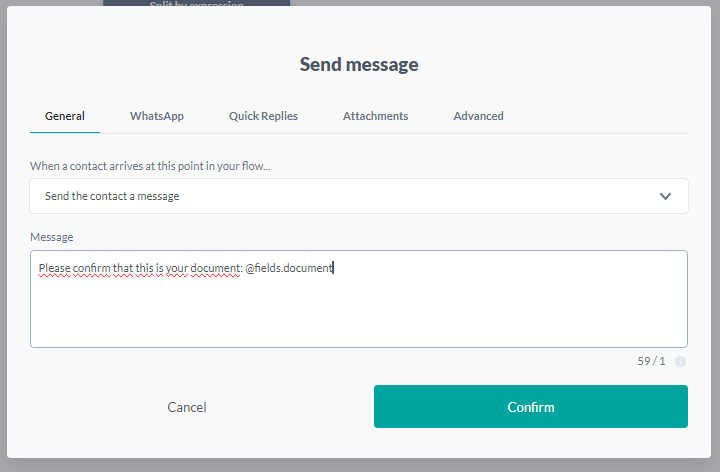 Split by expression
Send message
General WhatsApp Quick Replies Attachments Advanced
When a contact arrives at this point in your flow...
Send the contact a message
Message
Please confirm that this is your document: @fields.document
59 / 1
Cancel Confirm